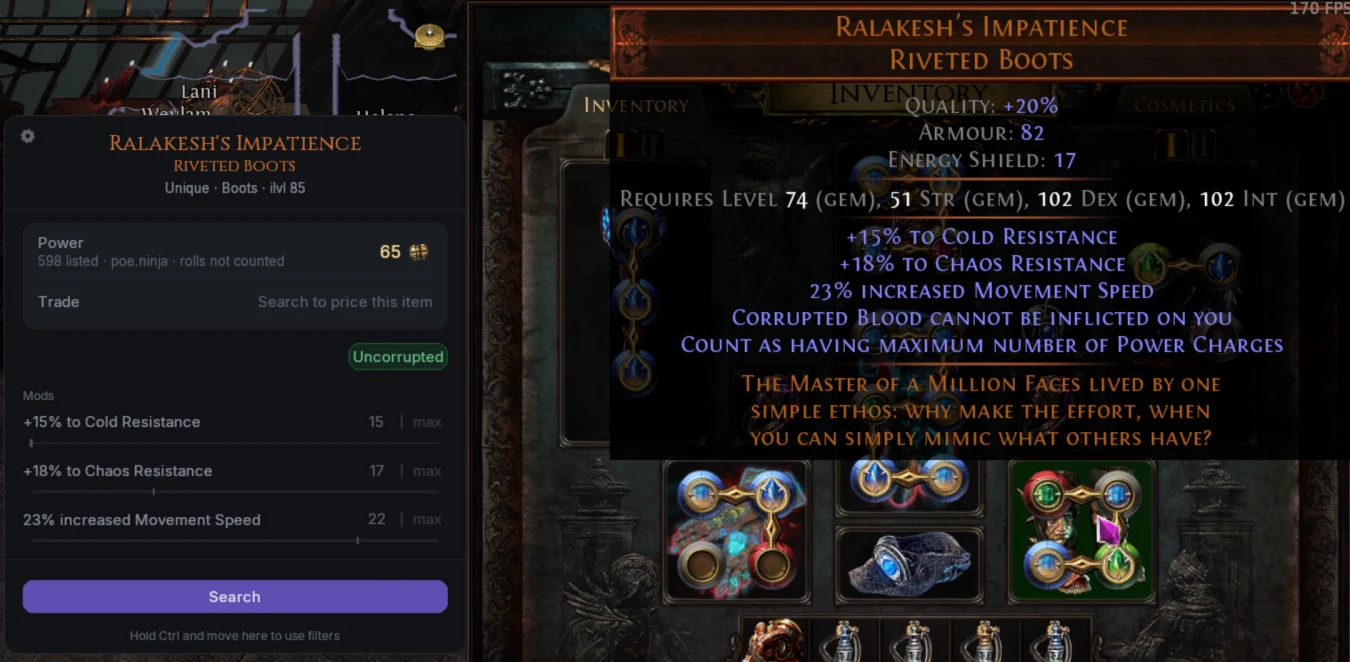 170 FPS
Lani
Weylam
Helena
RALAKESH'S IMPATIENCE
RIVETED BOOTS
Unique · Boots · ilvl 85
Power
598 listed · poe.ninja · rolls not counted
65
Trade
Search to price this item
Uncorrupted
Mods
+15% to Cold Resistance 15 | max
+18% to Chaos Resistance 17 | max
23% increased Movement Speed 22 | max
Search
Hold Ctrl and move here to use filters
INVENTORY
INVENTORY
COSMETICS
I
II
I
II
RALAKESH'S IMPATIENCE
RIVETED BOOTS
QUALITY: +20%
ARMOUR: 82
ENERGY SHIELD: 17
REQUIRES LEVEL 74 (GEM), 51 STR (GEM), 102 DEX (GEM), 102 INT (GEM)
+15% TO COLD RESISTANCE
+18% TO CHAOS RESISTANCE
23% INCREASED MOVEMENT SPEED
CORRUPTED BLOOD CANNOT BE INFLICTED ON YOU
COUNT AS HAVING MAXIMUM NUMBER OF POWER CHARGES
THE MASTER OF A MILLION FACES LIVED BY ONE
SIMPLE ETHOS: WHY MAKE THE EFFORT, WHEN
YOU CAN SIMPLY MIMIC WHAT OTHERS HAVE?